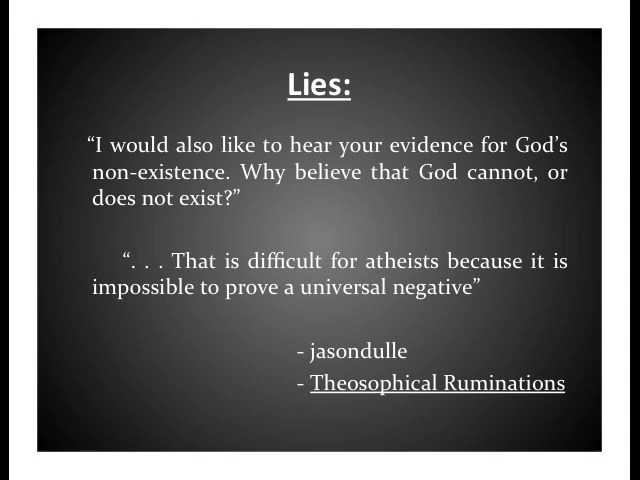 Lies:
“I would also like to hear your evidence for God’s
non-existence. Why believe that God cannot, or
does not exist?”
“. . . That is difficult for atheists because it is
impossible to prove a universal negative”
- jasondulle
- Theosophical Ruminations